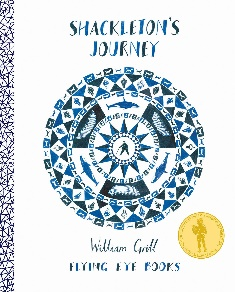 SHACKLETON'S
JOURNEY
William Grill
FLYING EYE BOOKS